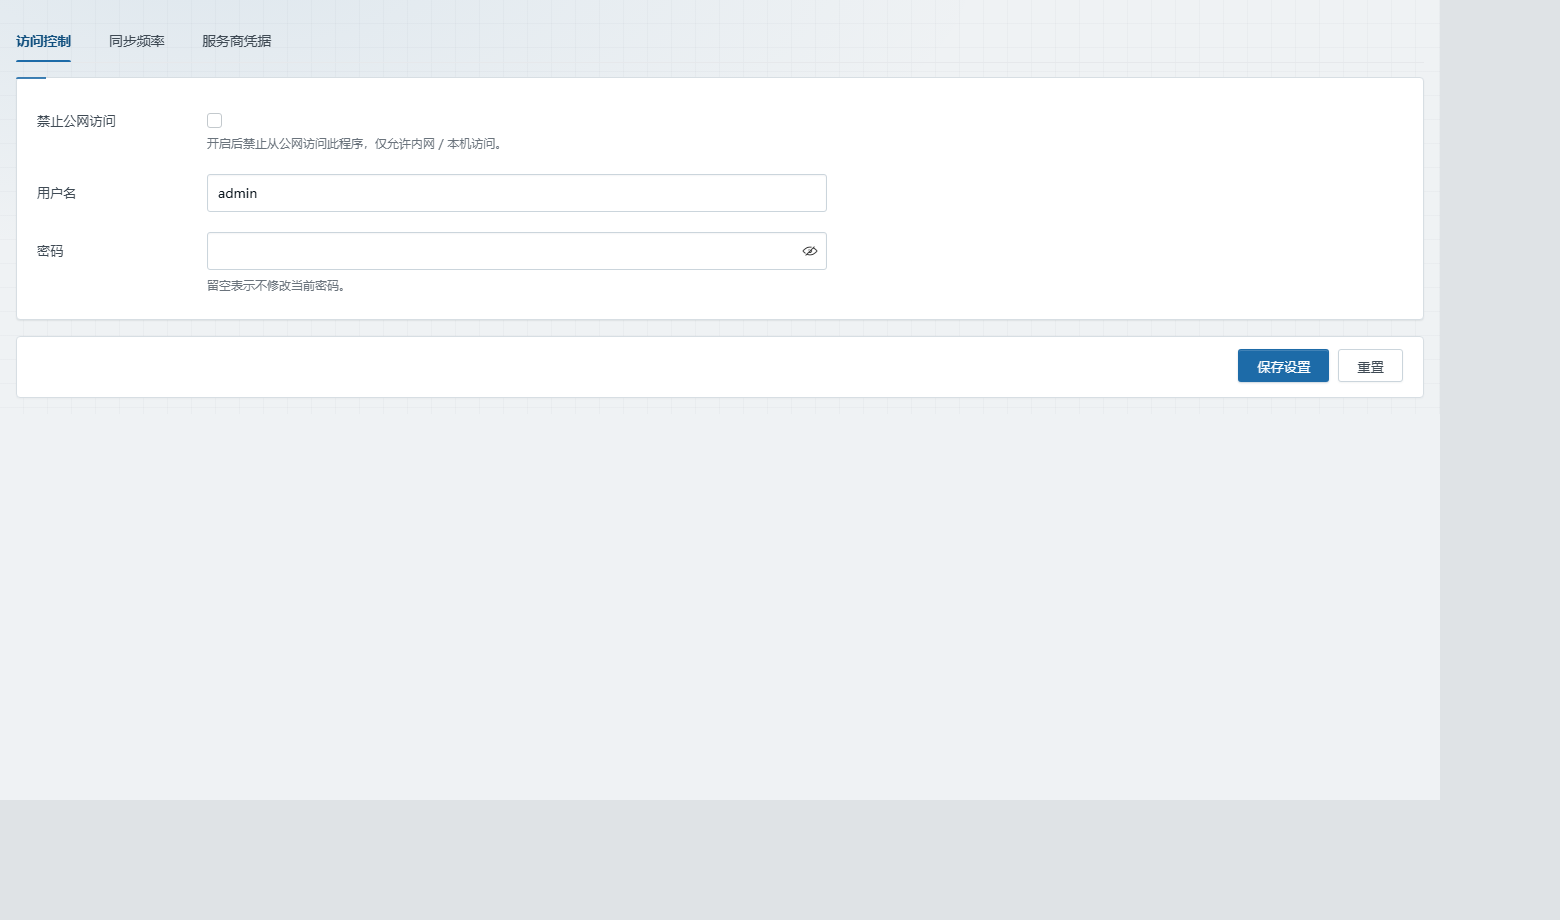 访问控制 同步频率 服务商凭据
禁止公网访问
开启后禁止从公网访问此程序，仅允许内网 / 本机访问。
用户名 admin
密码
留空表示不修改当前密码。
保存设置 重置